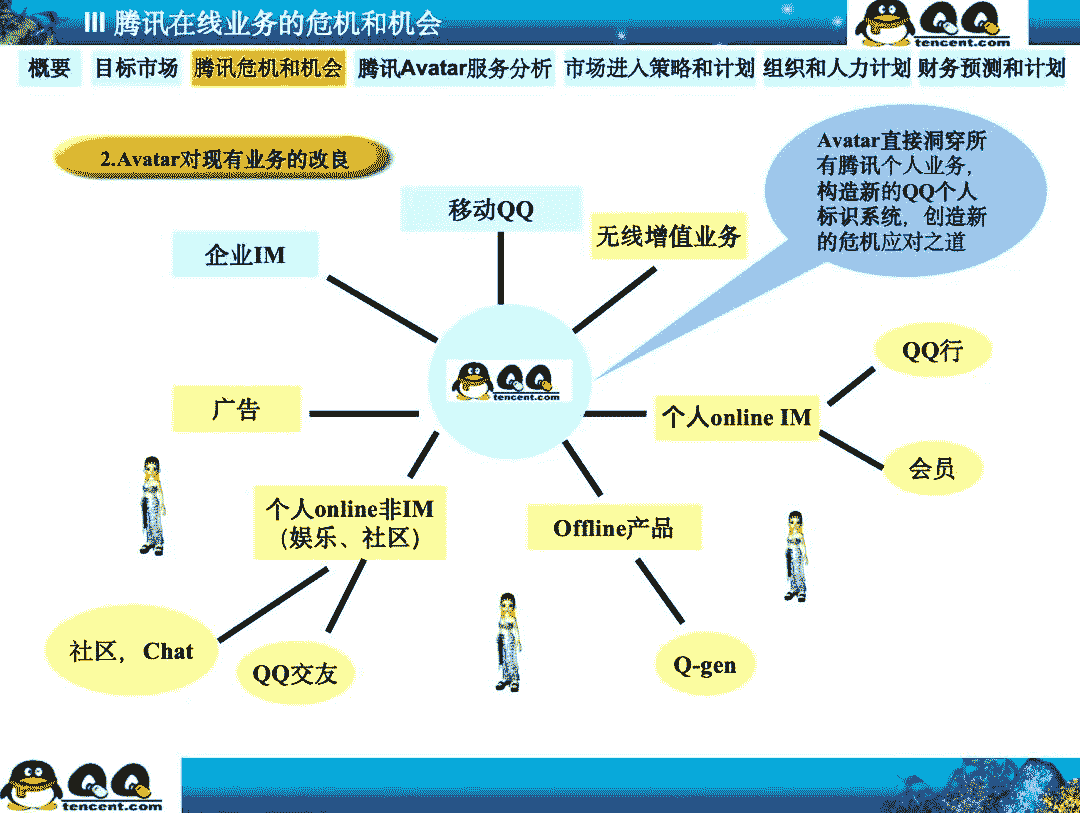 III 腾讯在线业务的危机和机会
QQ
tencent.com
概要 目标市场 腾讯危机和机会 腾讯Avatar服务分析 市场进入策略和计划 组织和人力计划 财务预测和计划
2.Avatar对现有业务的改良
Avatar直接洞穿所
有腾讯个人业务，
构造新的QQ个人
标识系统，创造新
的危机应对之道
移动QQ
企业IM
无线增值业务
QQ行
QQ
tencent.com
广告
个人online IM
会员
个人online非IM
（娱乐、社区）
Offline产品
社区，Chat
QQ交友
Q-gen
QQ
tencent.com